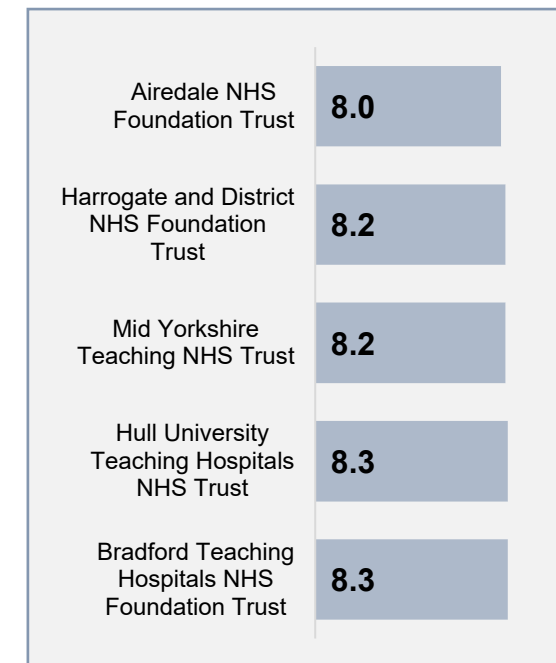 Airedale NHS
Foundation Trust
8.0
Harrogate and District
NHS Foundation
Trust
8.2
Mid Yorkshire
Teaching NHS Trust
8.2
Hull University
Teaching Hospitals
NHS Trust
8.3
Bradford Teaching
Hospitals NHS
Foundation Trust
8.3